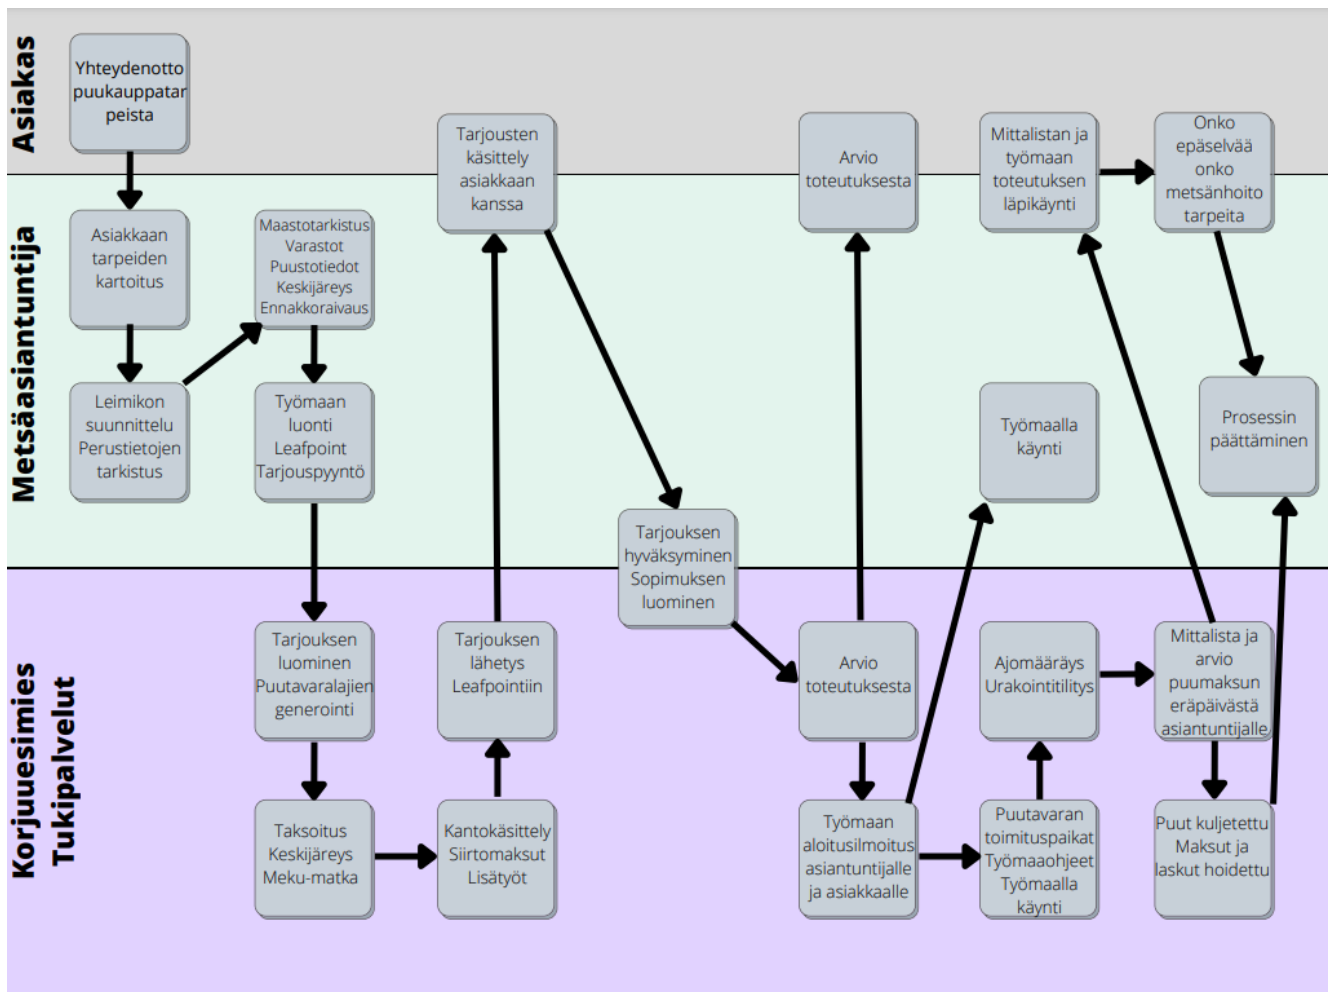 Asiakas
Yhteydenotto
puukauppatar
peista
Tarjousten
käsittely
asiakkaan
kanssa
Arvio
toteutuksesta
Mittalistan ja
työmaan
toteutuksen
läpikäynti
Onko
epäselvää
onko
metsänhoito
tarpeita
Metsäasiantuntija
Asiakkaan
tarpeiden
kartoitus
Maastotarkistus
Varastot
Puustotiedot
Keskijäreys
Ennakkoraivaus
Leimikon
suunnittelu
Perustietojen
tarkistus
Työmaan
luonti
Leafpoint
Tarjouspyyntö
Työmaalla
käynti
Prosessin
päättäminen
Tarjouksen
hyväksyminen
Sopimuksen
luominen
Korjuuesimies
Tukipalvelut
Tarjouksen
luominen
Puutavaralajien
generointi
Tarjouksen
lähetys
Leafpointiin
Arvio
toteutuksesta
Ajomääräys
Urakointitilitys
Mittalista ja
arvio
puumaksun
eräpäivästä
asiantuntijalle
Taksoitus
Keskijäreys
Meku-matka
Kantokäsittely
Siirtomaksut
Lisätyöt
Työmaan
aloitusilmoitus
asiantuntijalle
ja asiakkaalle
Puutavaran
toimituspaikat
Työmaaohjeet
Työmaalla
käynti
Puut kuljetettu
Maksut ja
laskut hoidettu